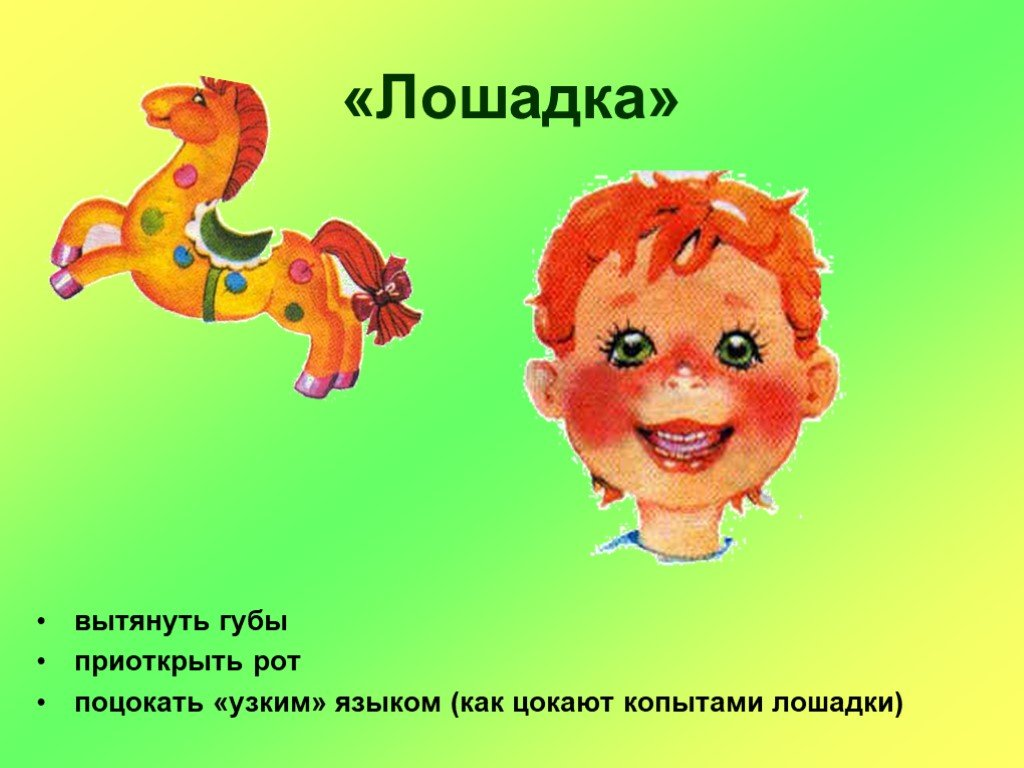 «Лошадка»
• вытянуть губы
• приоткрыть рот
• поцокать «узким» языком (как цокают копытами лошадки)